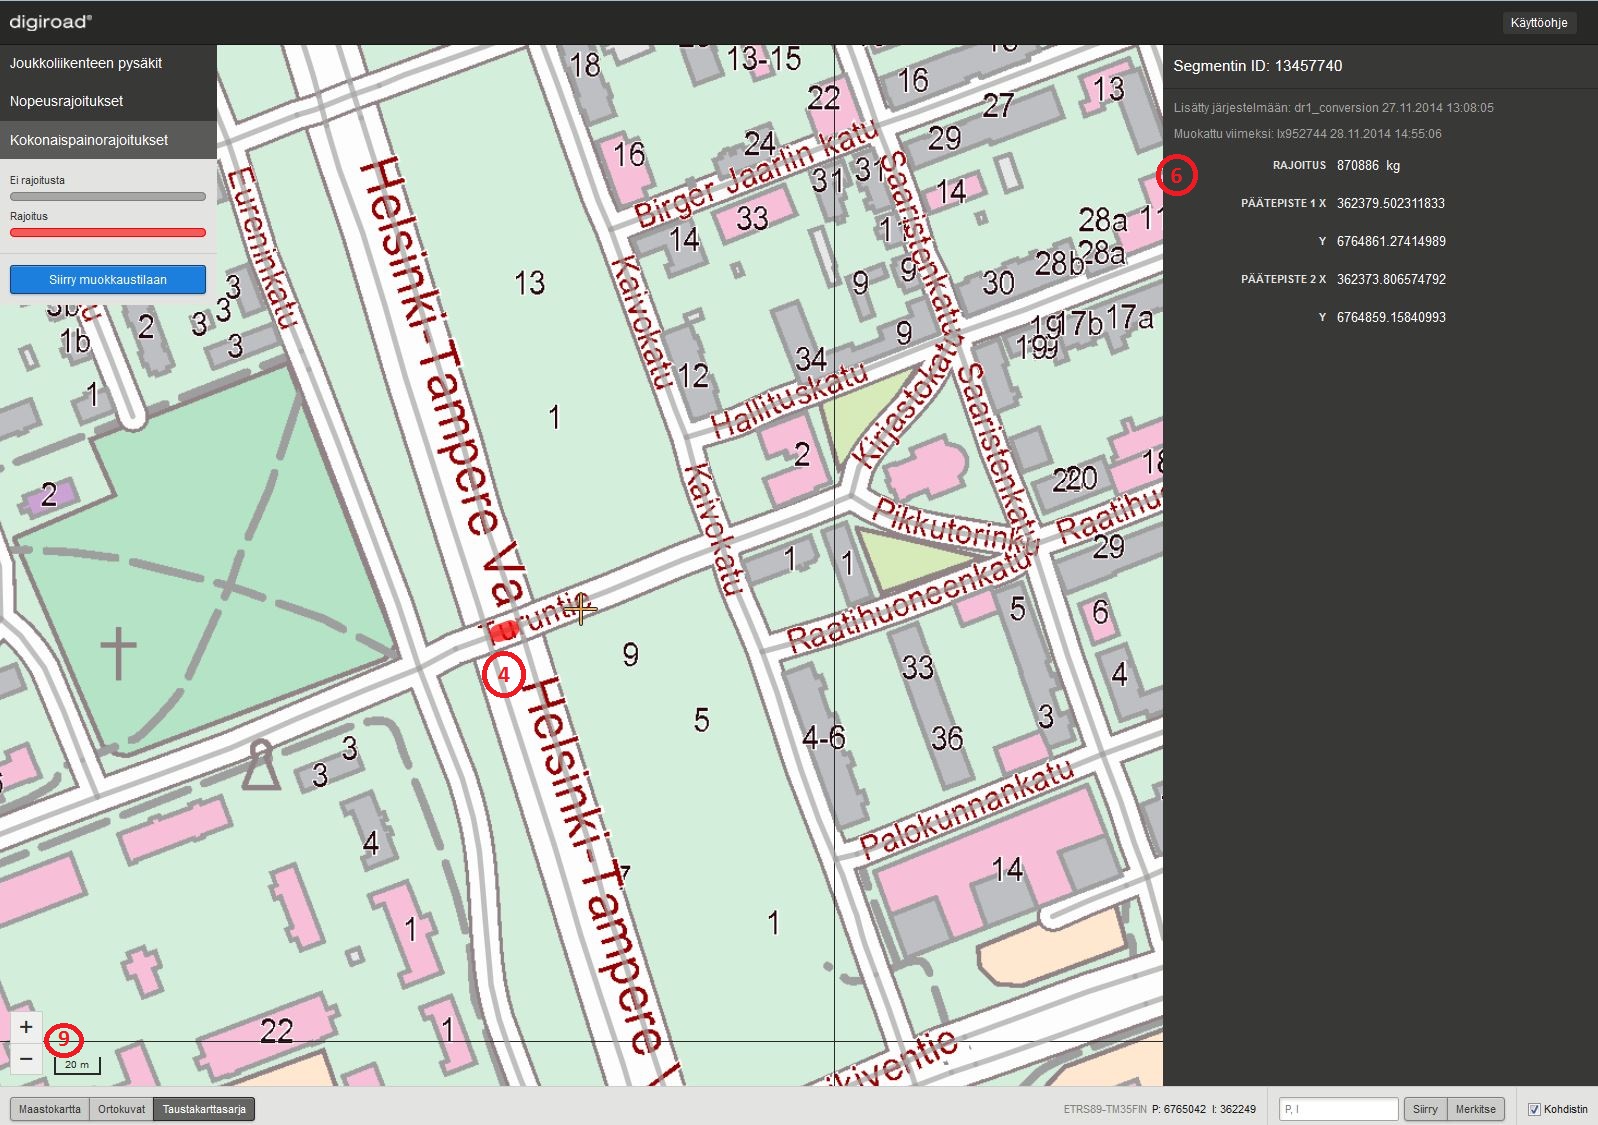 digiroad®
Käyttöohje
Joukkoliikenteen pysäkit
Nopeusrajoitukset
Kokonaispainorajoitukset
Ei rajoitusta
Rajoitus
Siirry muokkaustilaan
Segmentin ID: 13457740
Lisätty järjestelmään: dr1_conversion 27.11.2014 13:08:05
Muokattu viimeksi: lx952744 28.11.2014 14:55:06
6
RAJOITUS 870886 kg
PÄÄTEPISTE 1 X 362379.502311833
Y 6764861.27414989
PÄÄTEPISTE 2 X 362373.806574792
Y 6764859.15840993
18
13-15
16
13
22
27
24
29
16
Birger Jaarlin katu
31
31
14
33
14
28a
28a
28b
30
Eureninkatu
Helsinki-Tampere Va
Kaivokatu
Saaristenkatu
13
9
9
9
3
3
3
3
2
1b
1
1
12
34
Hallituskatu
19
17b
17a
19
Kirjastokatu
Saaristenkatu
2
2
Kaivokatu
Pikkutorinkj
Raatihu
20
18
29
1
1
Raatihuoneenkatu
5
6
Turuntie
4
9
33
4
5
4-6
36
3
3
3
Palokunnankatu
Helsinki-Tampere V
4
7
14
1
1
22
1
ikiventie
+
−
9
20 m
Maastokartta
Ortokuvat
Taustakarttasarja
ETRS89-TM35FIN P: 6765042 I: 362249
P, I
Siirry
Merkitse
Kohdistin